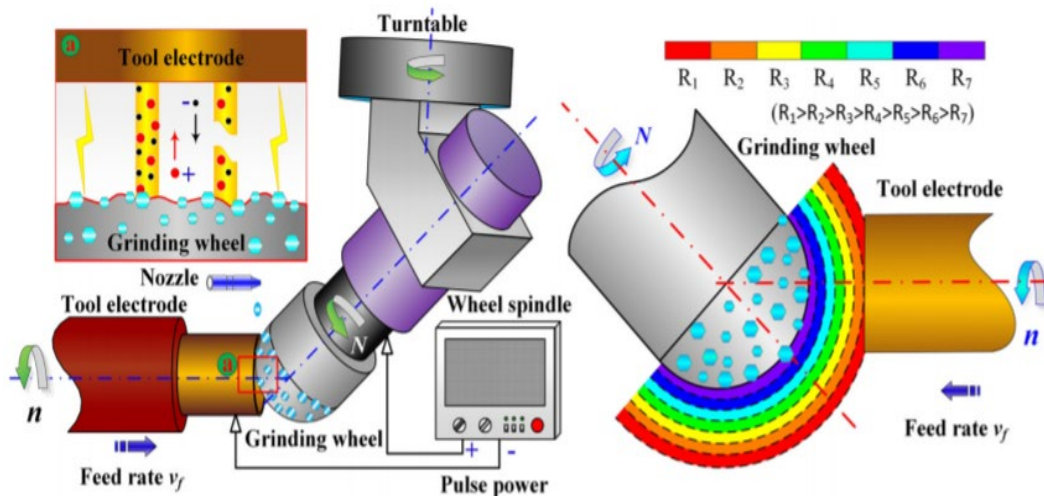 a
Tool electrode
-
+
Grinding wheel
Turntable
Nozzle
Tool electrode
n
a
N
Wheel spindle
Grinding wheel
+ -
Feed rate vf
Pulse power
R1 R2 R3 R4 R5 R6 R7
(R1>R2>R3>R4>R5>R6>R7)
N
Grinding wheel
Tool electrode
n
Feed rate vf